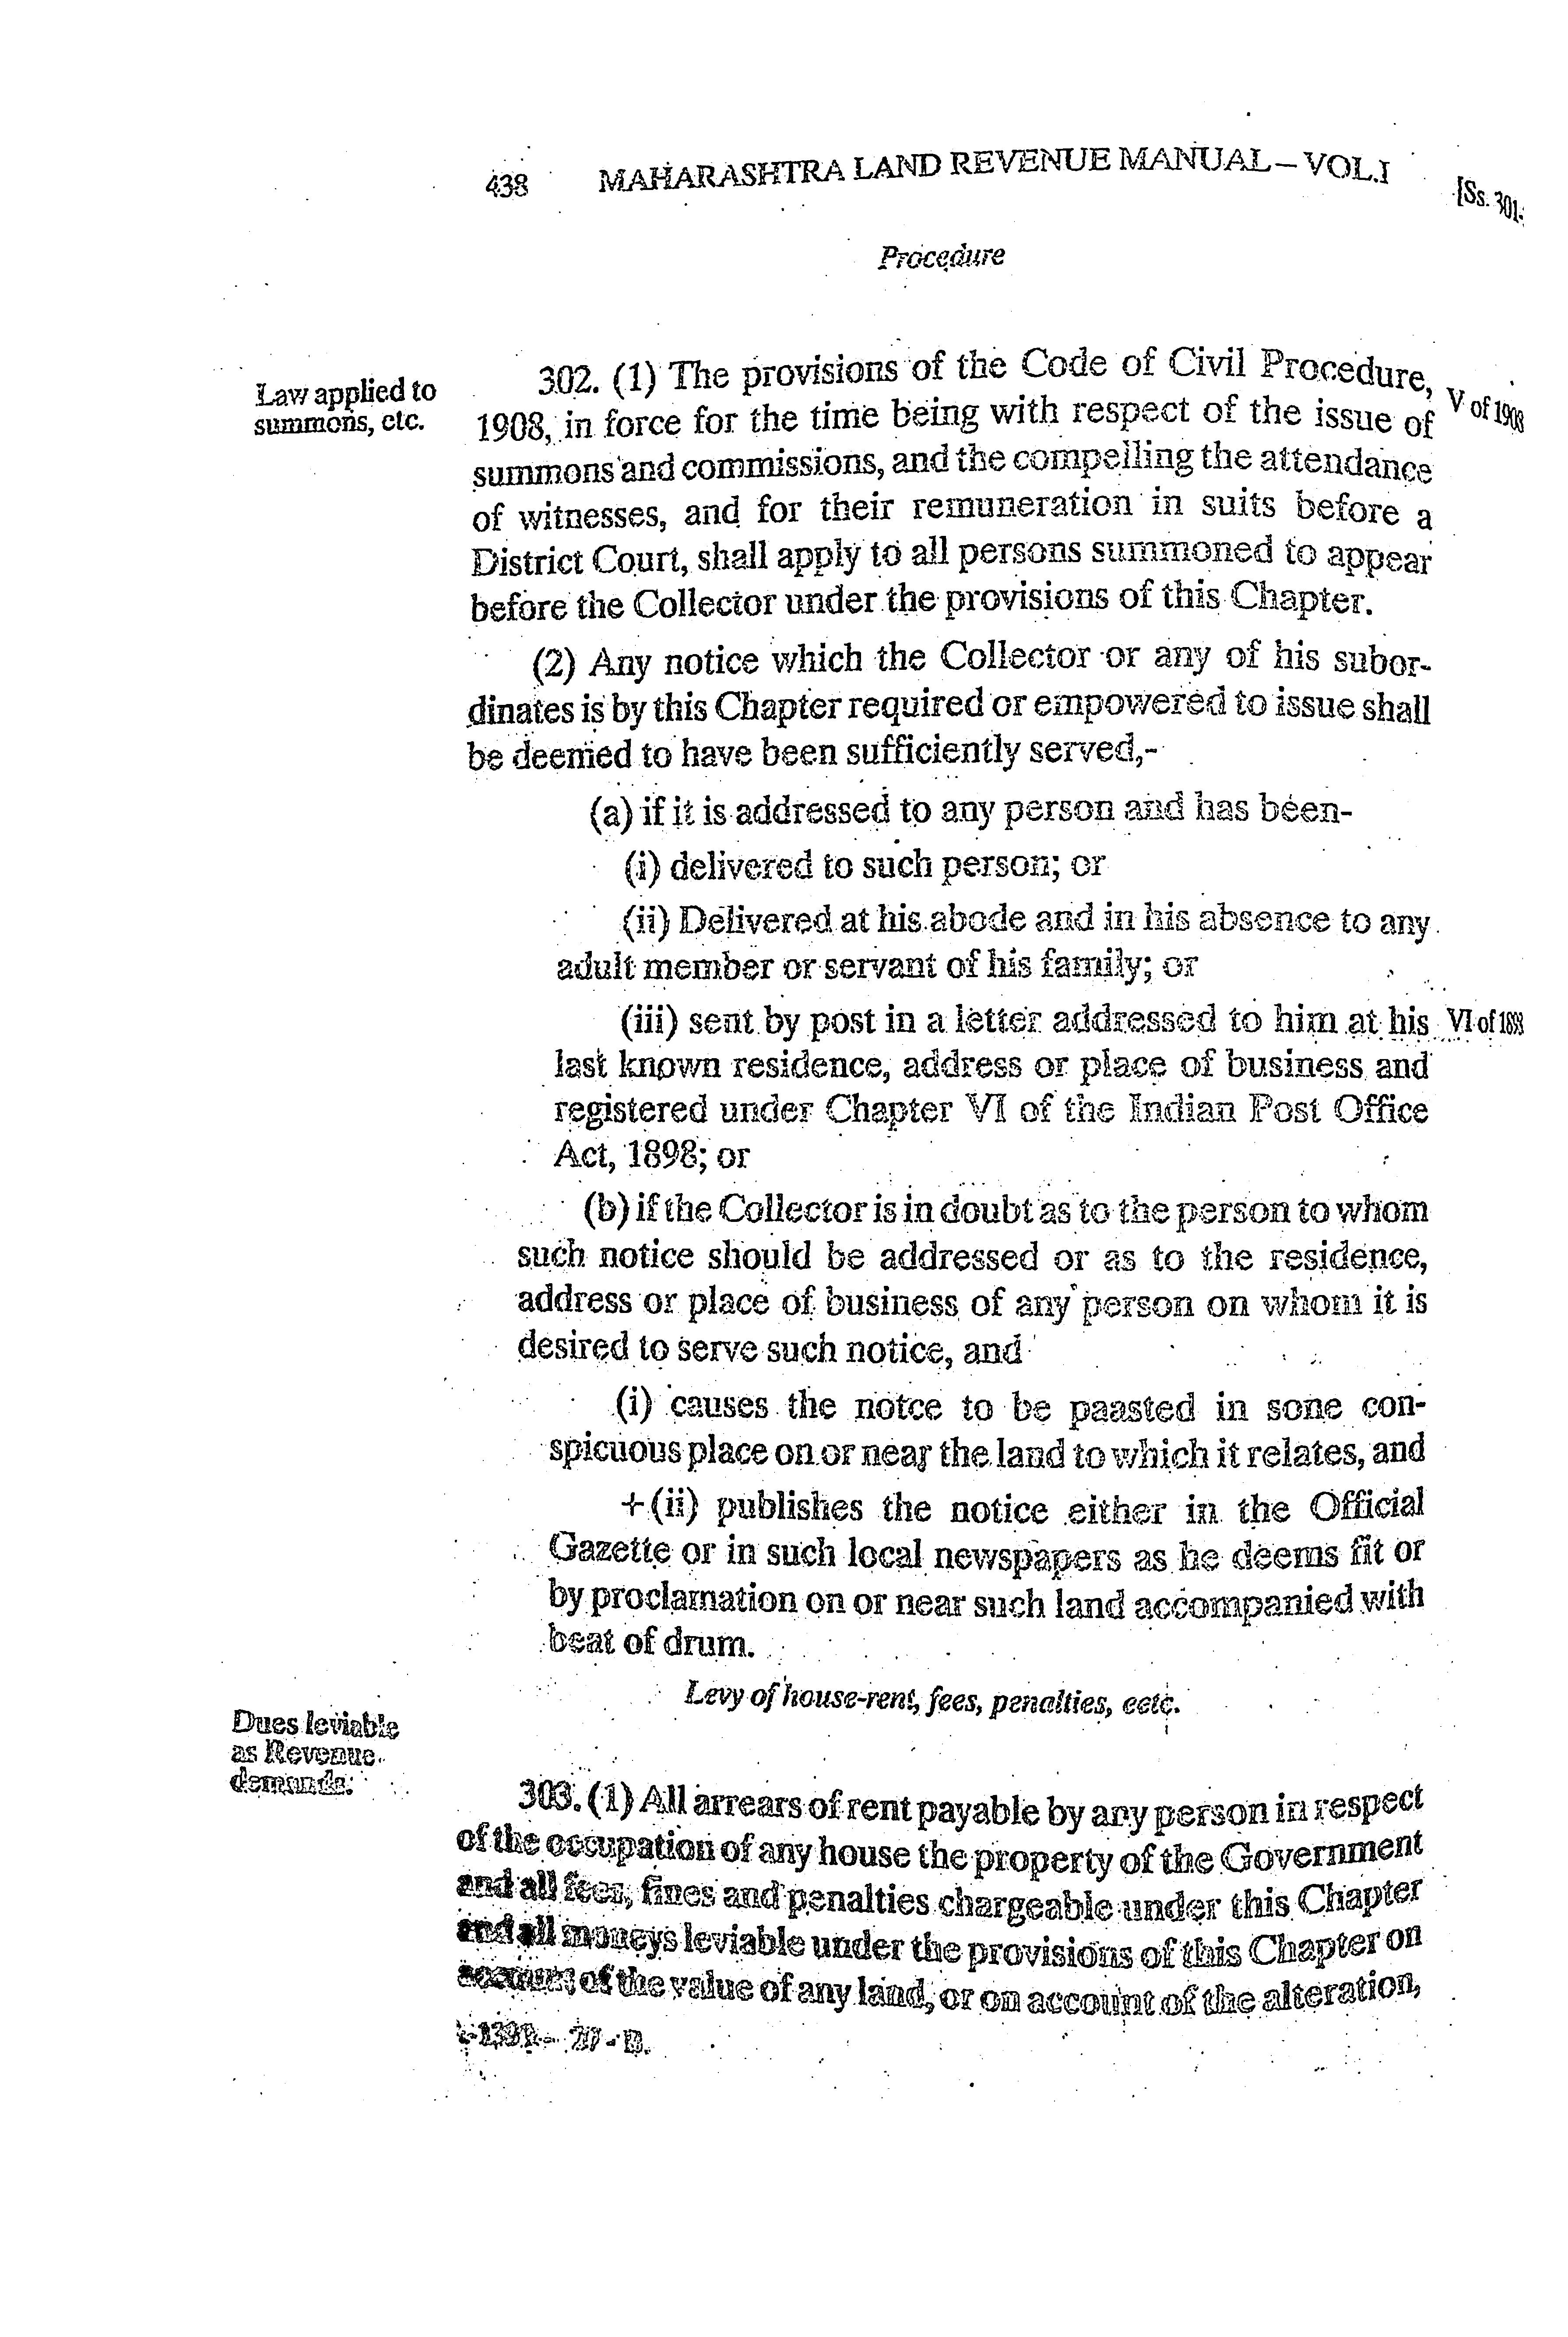 438 MAHARASHTRA LAND REVENUE MANUAL – VOL.I [Ss. 301-
Procedure
Law applied to
summons, etc.
302. (1) The provisions of the Code of Civil Procedure, V of 1908
1908, in force for the time being with respect of the issue of
summons and commissions, and the compelling the attendance
of witnesses, and for their remuneration in suits before a
District Court, shall apply to all persons summoned to appear
before the Collector under the provisions of this Chapter.
(2) Any notice which the Collector or any of his subor-
dinates is by this Chapter required or empowered to issue shall
be deemed to have been sufficiently served,-
(a) if it is addressed to any person and has been-
(i) delivered to such person; or
(ii) Delivered at his abode and in his absence to any
adult member or servant of his family; or
(iii) sent by post in a letter addressed to him at his VI of 1898
last known residence, address or place of business and
registered under Chapter VI of the Indian Post Office
Act, 1898; or
(b) if the Collector is in doubt as to the person to whom
such notice should be addressed or as to the residence,
address or place of business of any person on whom it is
desired to serve such notice, and
(i) causes the notce to be paasted in sone con-
spicuous place on or near the land to which it relates, and
+(ii) publishes the notice either in the Official
Gazette or in such local newspapers as he deems fit or
by proclamation on or near such land accompanied with
beat of drum.
Levy of house-rent, fees, penalties, eetc.
Dues leviable
as Revenue
demands.
303. (1) All arrears of rent payable by any person in respect
of the occupation of any house the property of the Government
and all fees, fines and penalties chargeable under this Chapter
and all moneys leviable under the provisions of this Chapter on
account of the value of any land, or on account of the alteration,